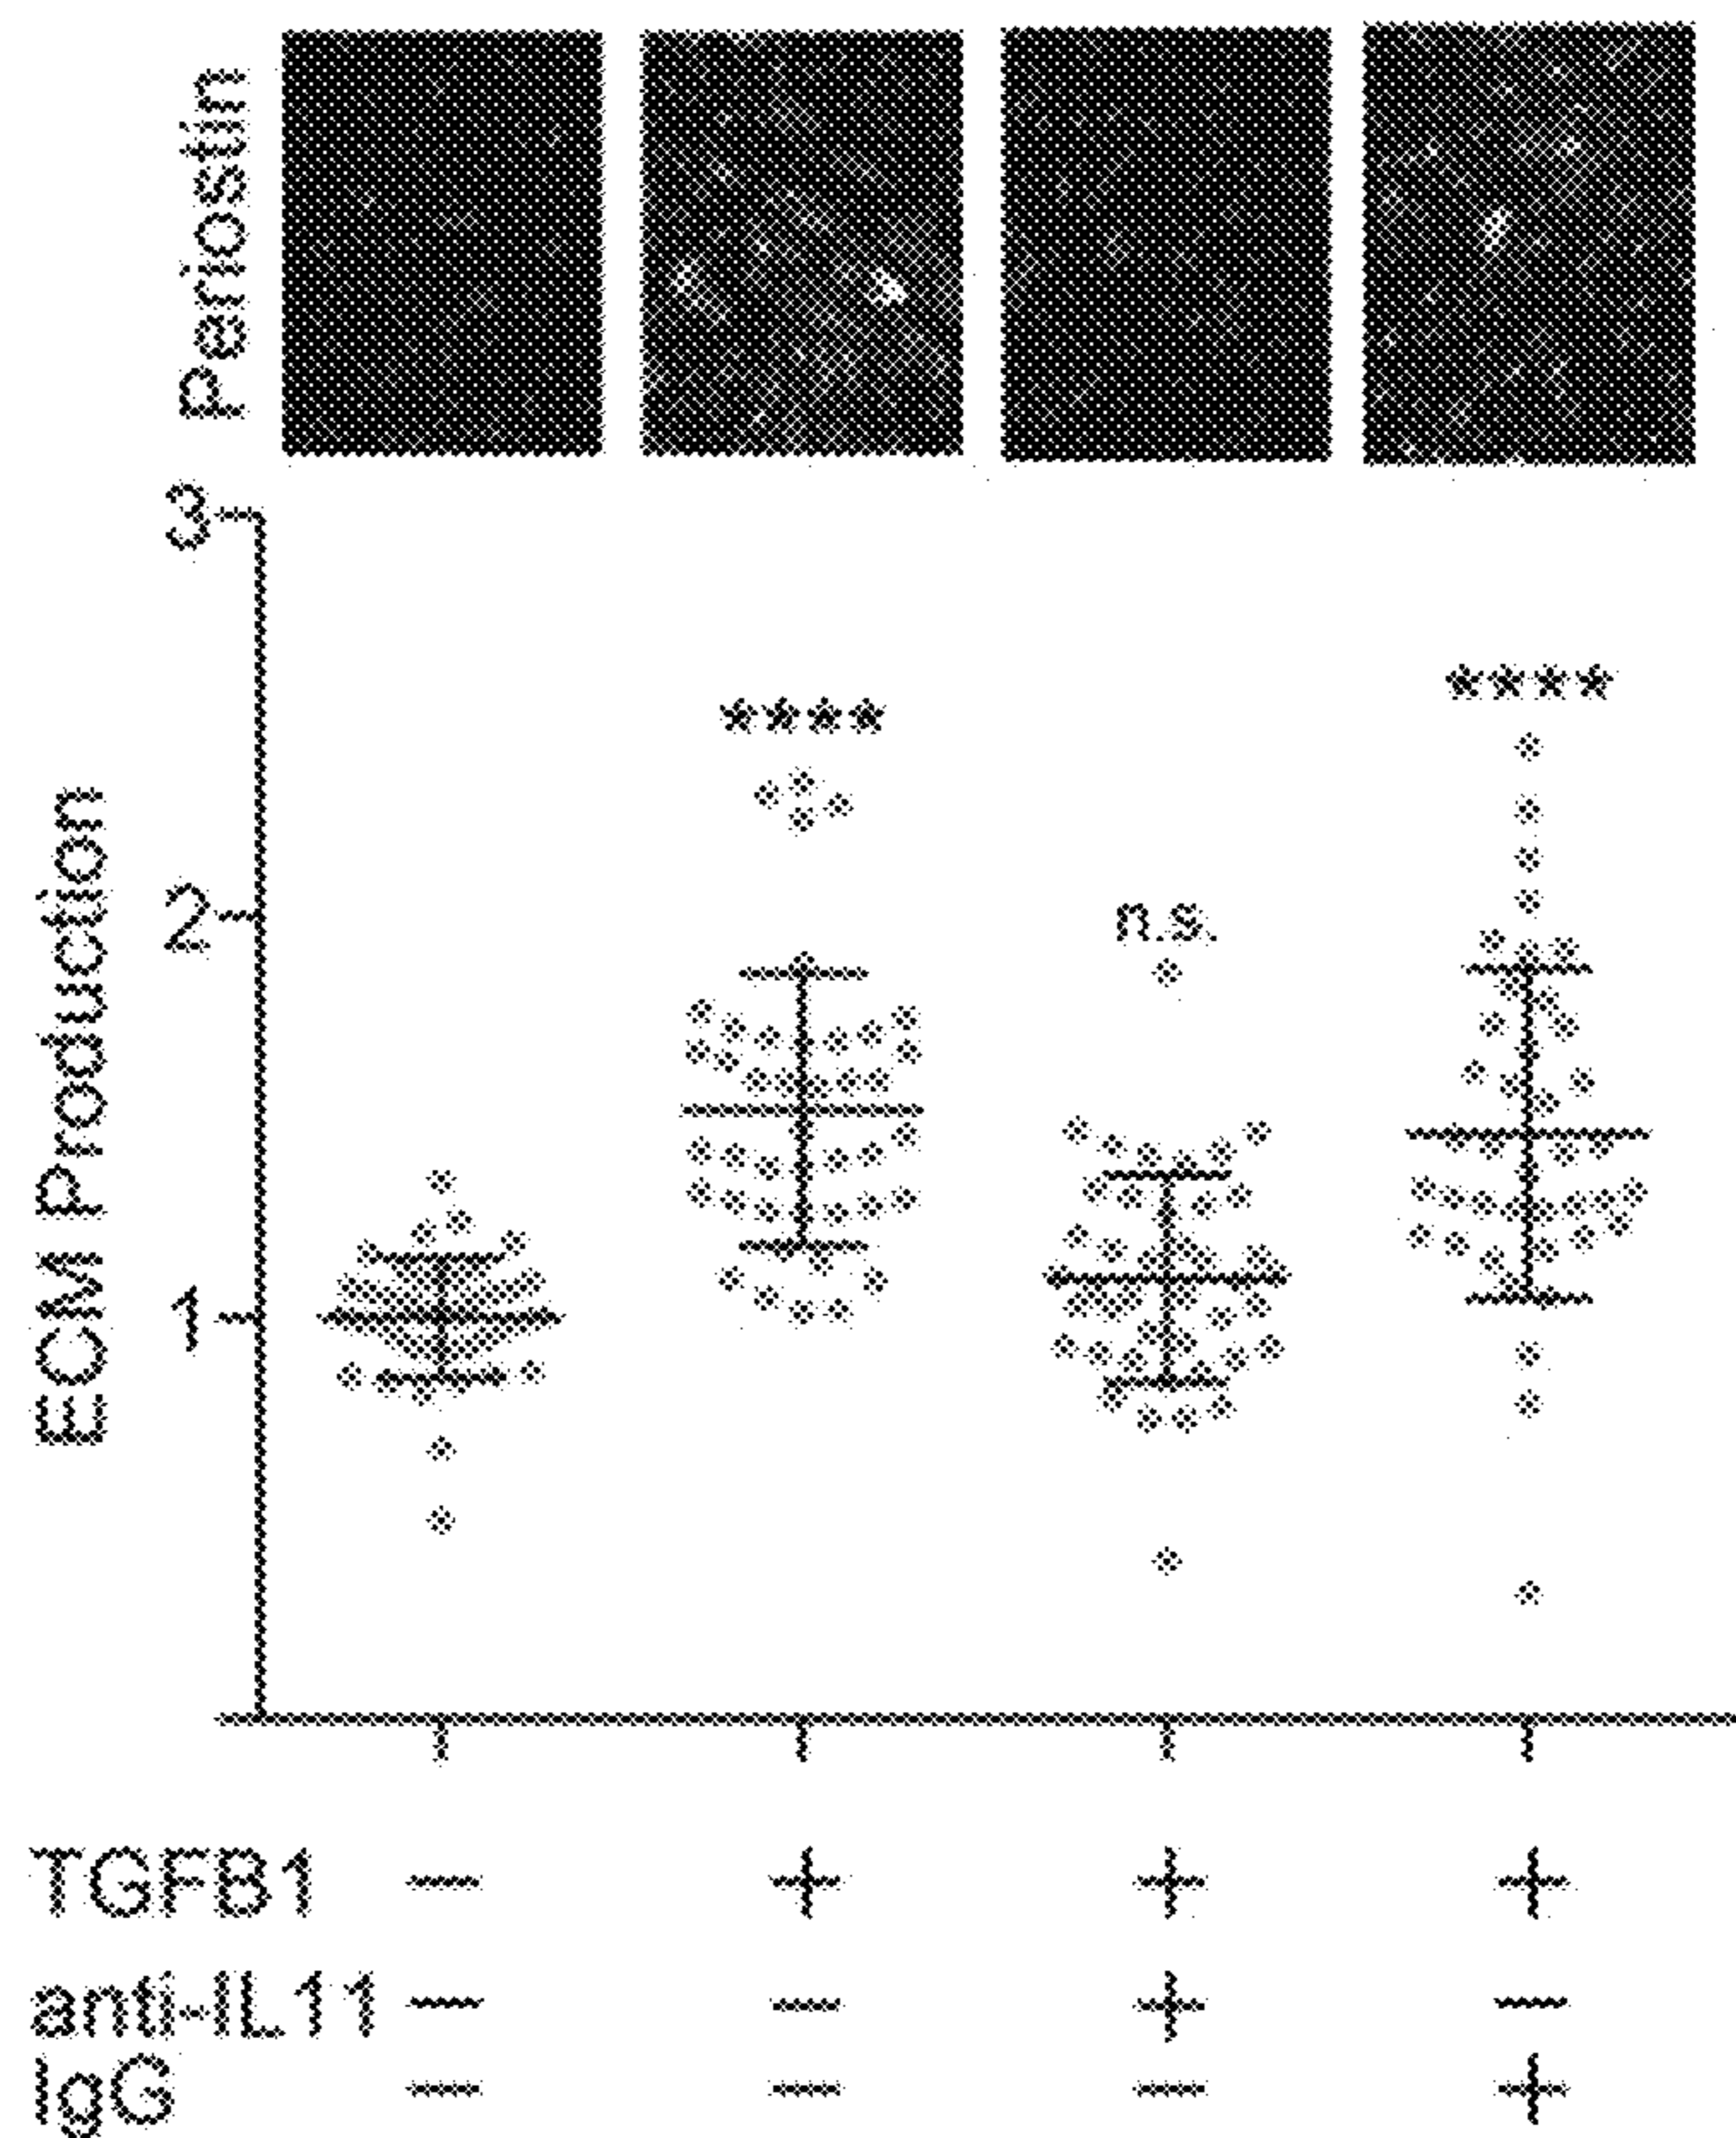 Periostin
ECM Production
3
2
1
****
n.s.
****
TGFB1 − + + +
anti-IL11 − − + −
IgG − − − +